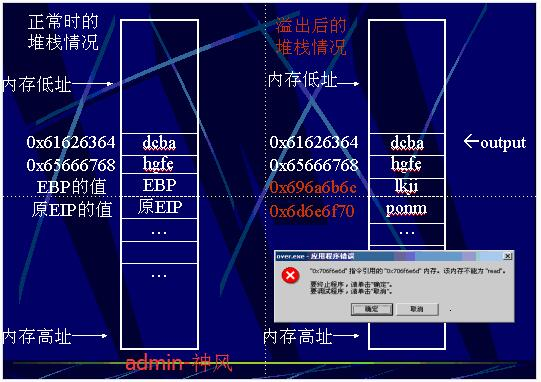 正常时的
堆栈情况
内存低址
0x61626364
dcba
0x65666768
hgfe
EBP的值
EBP
原EIP的值
原EIP
...
...
内存高址
溢出后的
堆栈情况
内存低址
0x61626364
dcba
←output
0x65666768
hgfe
0x696a6b6c
lkji
0x6d6e6f70
ponm
...
over.exe - 应用程序错误
"0x706f6e6d" 指令引用的 "0x706f6e6d" 内存。该内存不能为 "read"。
要终止程序，请单击"确定"。
要调试程序，请单击"取消"。
确定
取消
内存高址
admin-神风